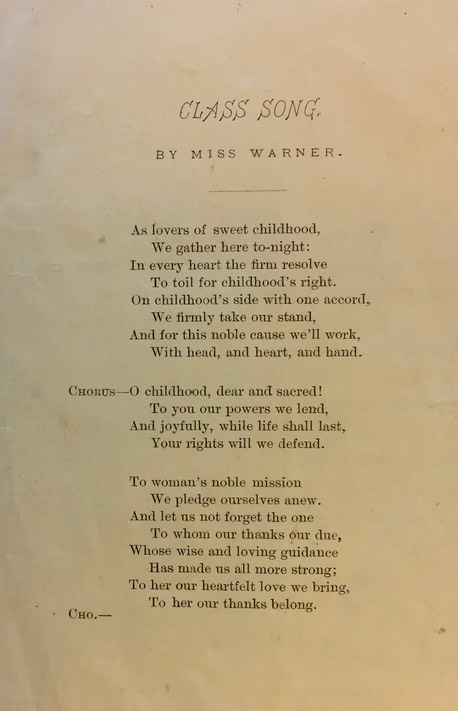 CLASS SONG.
BY MISS WARNER.
As lovers of sweet childhood,
We gather here to-night:
In every heart the firm resolve
To toil for childhood's right.
On childhood's side with one accord,
We firmly take our stand,
And for this noble cause we'll work,
With head, and heart, and hand.
CHORUS—O childhood, dear and sacred!
To you our powers we lend,
And joyfully, while life shall last,
Your rights will we defend.
To woman's noble mission
We pledge ourselves anew.
And let us not forget the one
To whom our thanks our due,
Whose wise and loving guidance
Has made us all more strong;
To her our heartfelt love we bring,
To her our thanks belong.
CHO.—